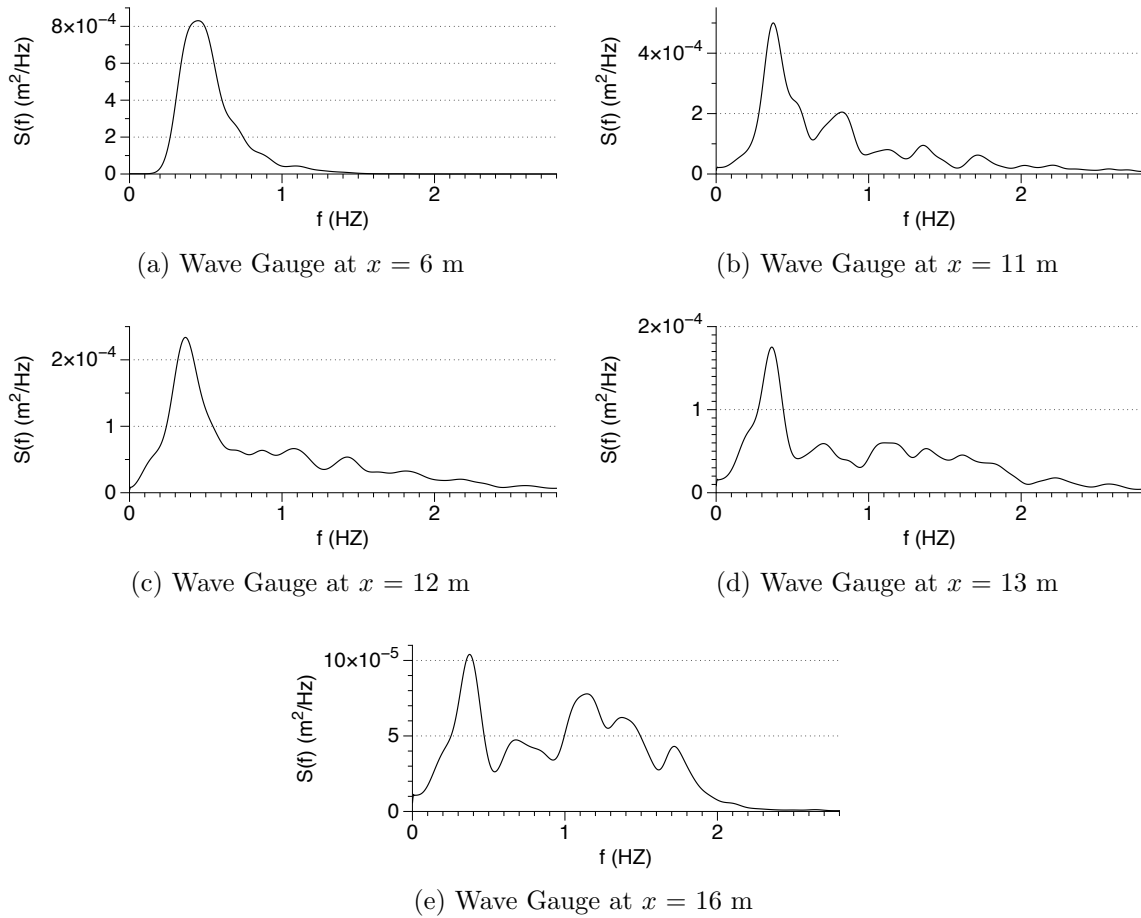 8×10⁻⁴
6
4
2
0
S(f) (m²/Hz)
0 1 2
f (HZ)
(a) Wave Gauge at x = 6 m
4×10⁻⁴
2
0
S(f) (m²/Hz)
0 1 2
f (HZ)
(b) Wave Gauge at x = 11 m
2×10⁻⁴
1
0
S(f) (m²/Hz)
0 1 2
f (HZ)
(c) Wave Gauge at x = 12 m
2×10⁻⁴
1
0
S(f) (m²/Hz)
0 1 2
f (HZ)
(d) Wave Gauge at x = 13 m
10×10⁻⁵
5
0
S(f) (m²/Hz)
0 1 2
f (HZ)
(e) Wave Gauge at x = 16 m